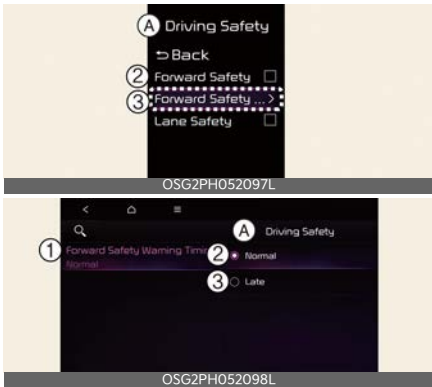 A Driving Safety
Back
2 Forward Safety
3 Forward Safety ... >
Lane Safety
OSG2PH052097L
A Driving Safety
1 Forward Safety Warning Timin
Normal
2 Normal
3 Late
OSG2PH052098L